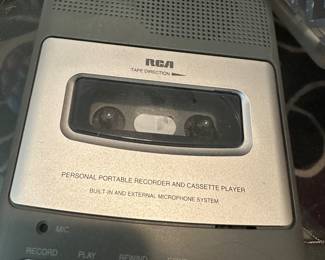 RCA
TAPE DIRECTION
PERSONAL PORTABLE RECORDER AND CASSETTE PLAYER
BUILT-IN AND EXTERNAL MICROPHONE SYSTEM
MIC
RECORD PLAY REWIND